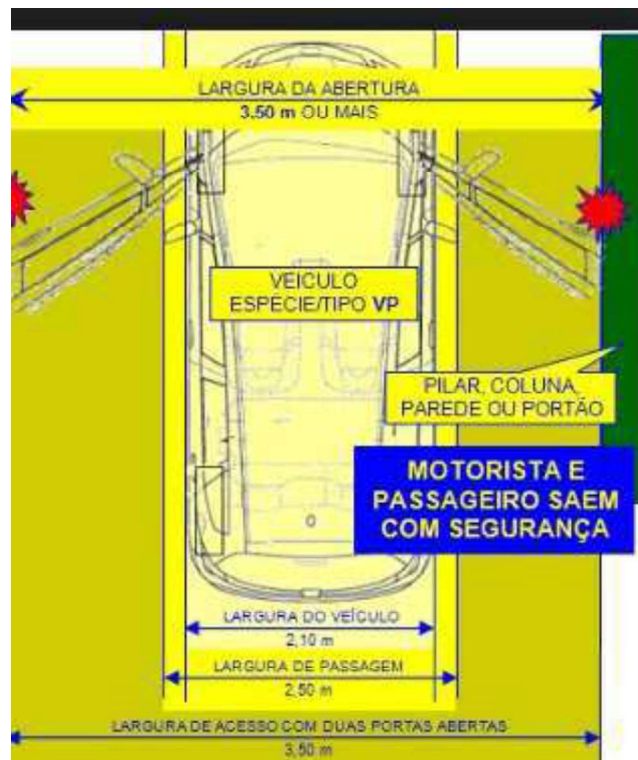 LARGURA DA ABERTURA
3.50 m OU MAIS
VEICULO
ESPÉCIE/TIPO VP
PILAR, COLUNA,
PAREDE OU PORTÃO
MOTORISTA E
PASSAGEIRO SAEM
COM SEGURANÇA
0
LARGURA DO VEÍCULO
2,10 m
LARGURA DE PASSAGEM
2,50 m
LARGURA DE ACESSO COM DUAS PORTAS ABERTAS
3,50 m